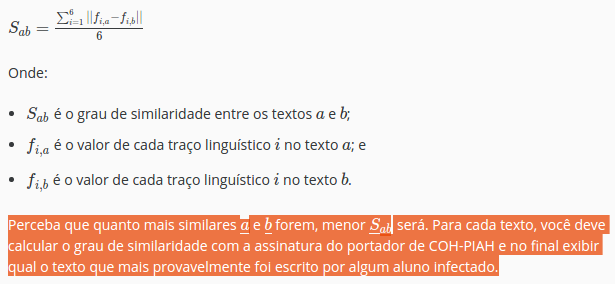 S_{ab} = \frac{\sum_{i=1}^{6} ||f_{i,a} - f_{i,b}||}{6}
Onde:
• S_{ab} é o grau de similaridade entre os textos a e b;
• f_{i,a} é o valor de cada traço linguístico i no texto a; e
• f_{i,b} é o valor de cada traço linguístico i no texto b.
Perceba que quanto mais similares a e b forem, menor S_{ab} será. Para cada texto, você deve
calcular o grau de similaridade com a assinatura do portador de COH-PIAH e no final exibir
qual o texto que mais provavelmente foi escrito por algum aluno infectado.